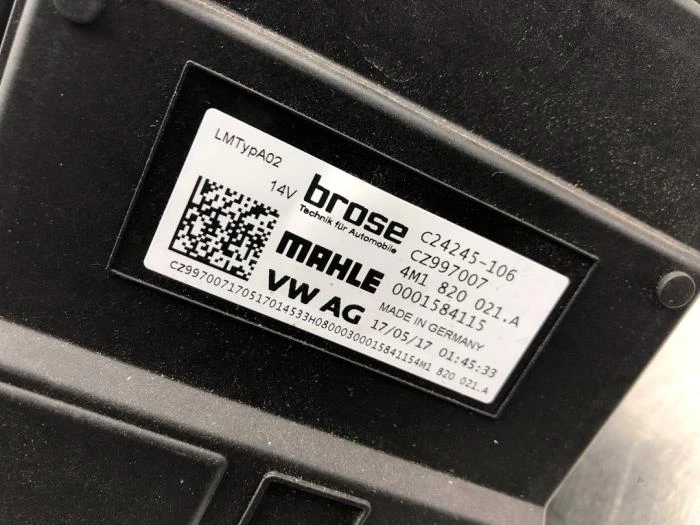 LMTypA02
14V
brose
Technik für Automobile
MAHLE
VW AG
C24245-106
CZ997007
4M1 820 021.A
0001584115
MADE IN GERMANY
17/05/17 01:45:33
CZ997007170517014533H08000300015841154M1 820 021.A